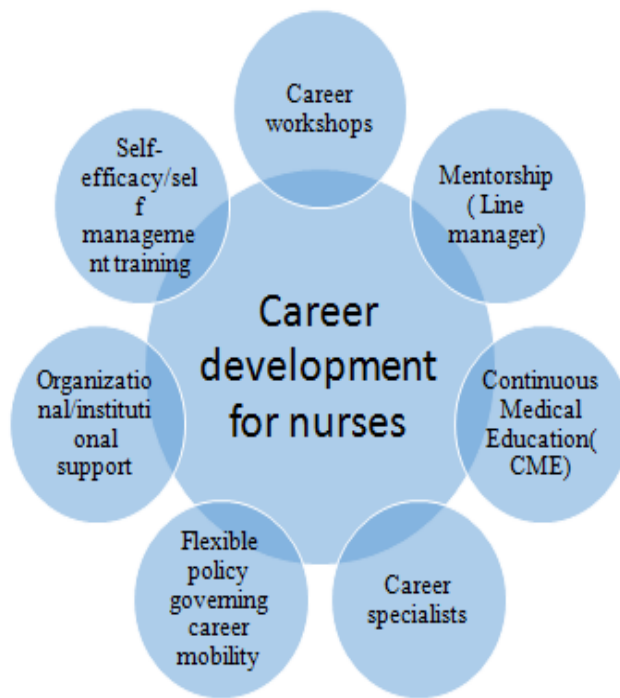 Career
workshops
Mentorship
( Line
manager)
Continuous
Medical
Education(
CME)
Career
specialists
Flexible
policy
governing
career
mobility
Organizatio
nal/instituti
onal
support
Self-
efficacy/sel
f
manageme
nt training
Career
development
for nurses